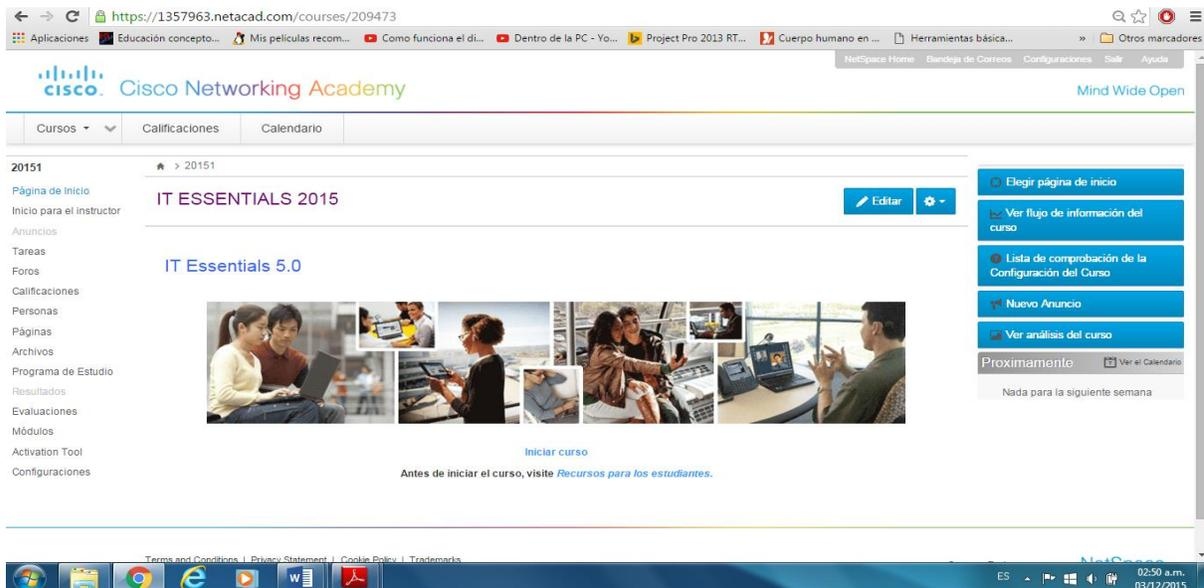 https://1357963.netacad.com/courses/209473
Aplicaciones Educación concepto... Mis películas recom... Como funciona el di... Dentro de la PC - Yo... Project Pro 2013 RT... Cuerpo humano en ... Herramientas básica... » Otros marcadores
NetSpace Home Bandeja de Correos Configuraciones Salir Ayuda
CISCO. Cisco Networking Academy
Mind Wide Open
Cursos Calificaciones Calendario
20151
> 20151
Página de Inicio
Inicio para el instructor
Anuncios
Tareas
Foros
Calificaciones
Personas
Páginas
Archivos
Programa de Estudio
Resultados
Evaluaciones
Módulos
Activation Tool
Configuraciones
IT ESSENTIALS 2015
Editar
IT Essentials 5.0
Iniciar curso
Antes de iniciar el curso, visite Recursos para los estudiantes.
Elegir página de inicio
Ver flujo de información del
curso
Lista de comprobación de la
Configuración del Curso
Nuevo Anuncio
Ver análisis del curso
Proximamente Ver el Calendario
Nada para la siguiente semana
Terms and Conditions | Privacy Statement | Cookie Policy | Trademarks
NetSpace
ES 02:50 a.m.
03/12/2015